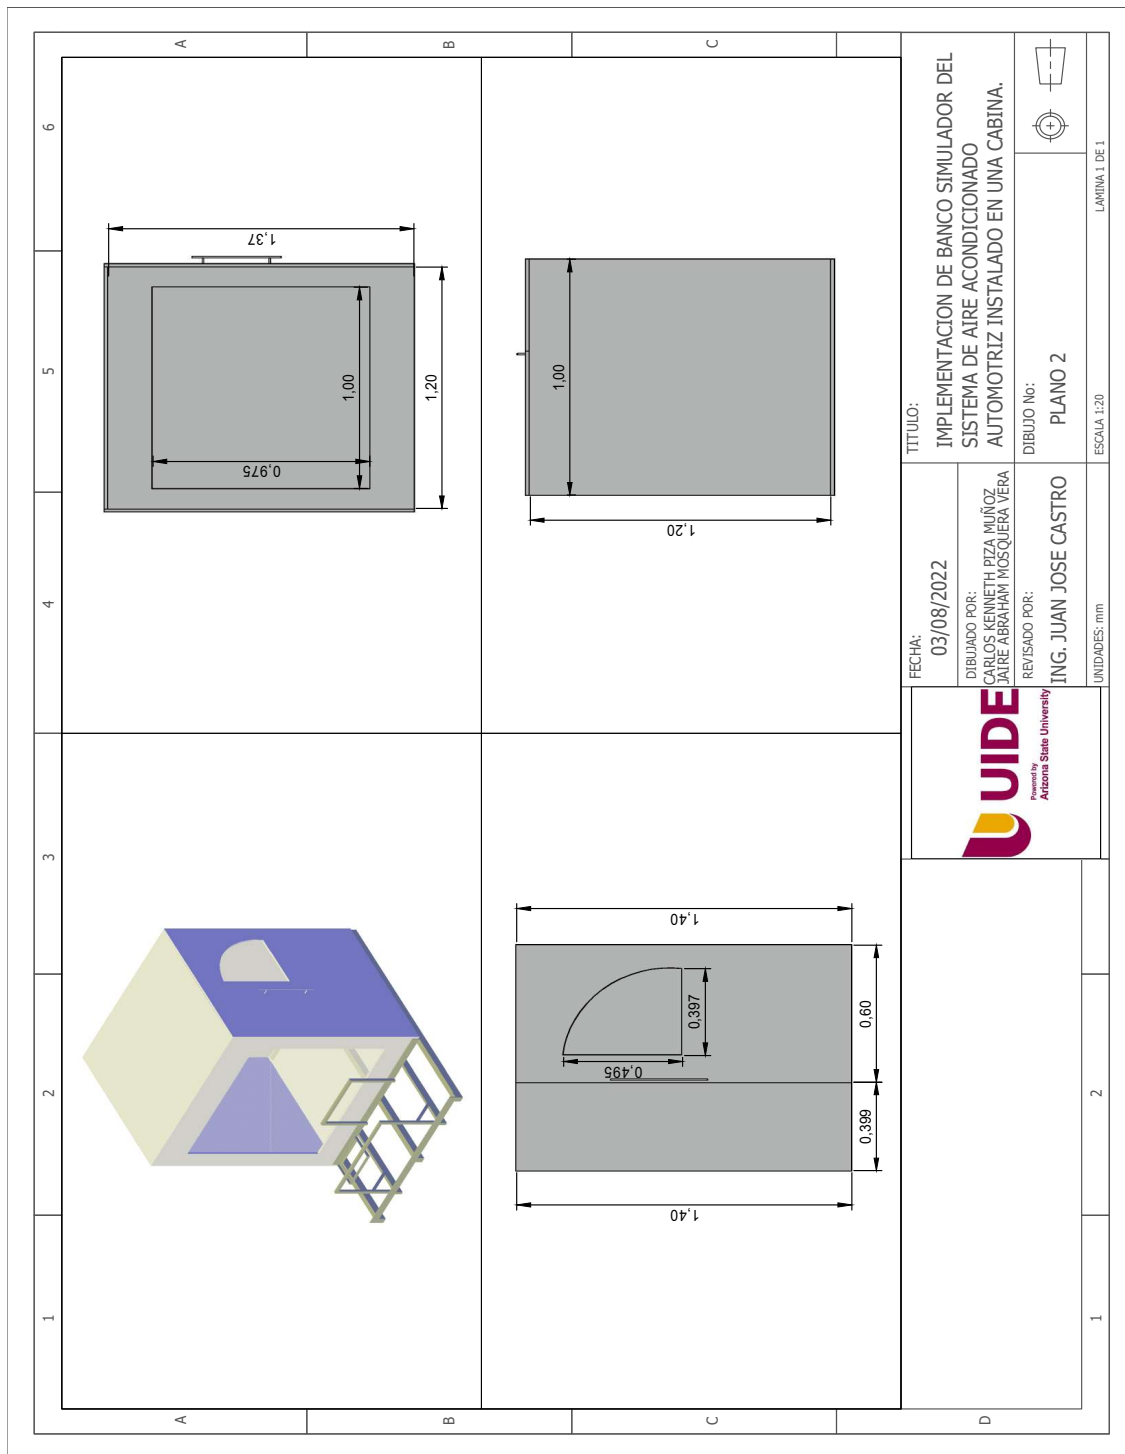 1
2
3
4
5
6
A
B
C
A
B
C
D
1
2
1,37
0,975
1,00
1,20
1,00
1,20
1,40
0,495
0,397
0,60
0,399
1,40
UIDE
Powered by
Arizona State University
FECHA:
03/08/2022
DIBUJADO POR:
CARLOS KENNETH PIZA MUÑOZ
JAIRE ABRAHAM MOSQUERA VERA
REVISADO POR:
ING. JUAN JOSE CASTRO
UNIDADES: mm
TITULO:
IMPLEMENTACION DE BANCO SIMULADOR DEL
SISTEMA DE AIRE ACONDICIONADO
AUTOMOTRIZ INSTALADO EN UNA CABINA.
DIBUJO No:
PLANO 2
ESCALA 1:20
LAMINA 1 DE 1